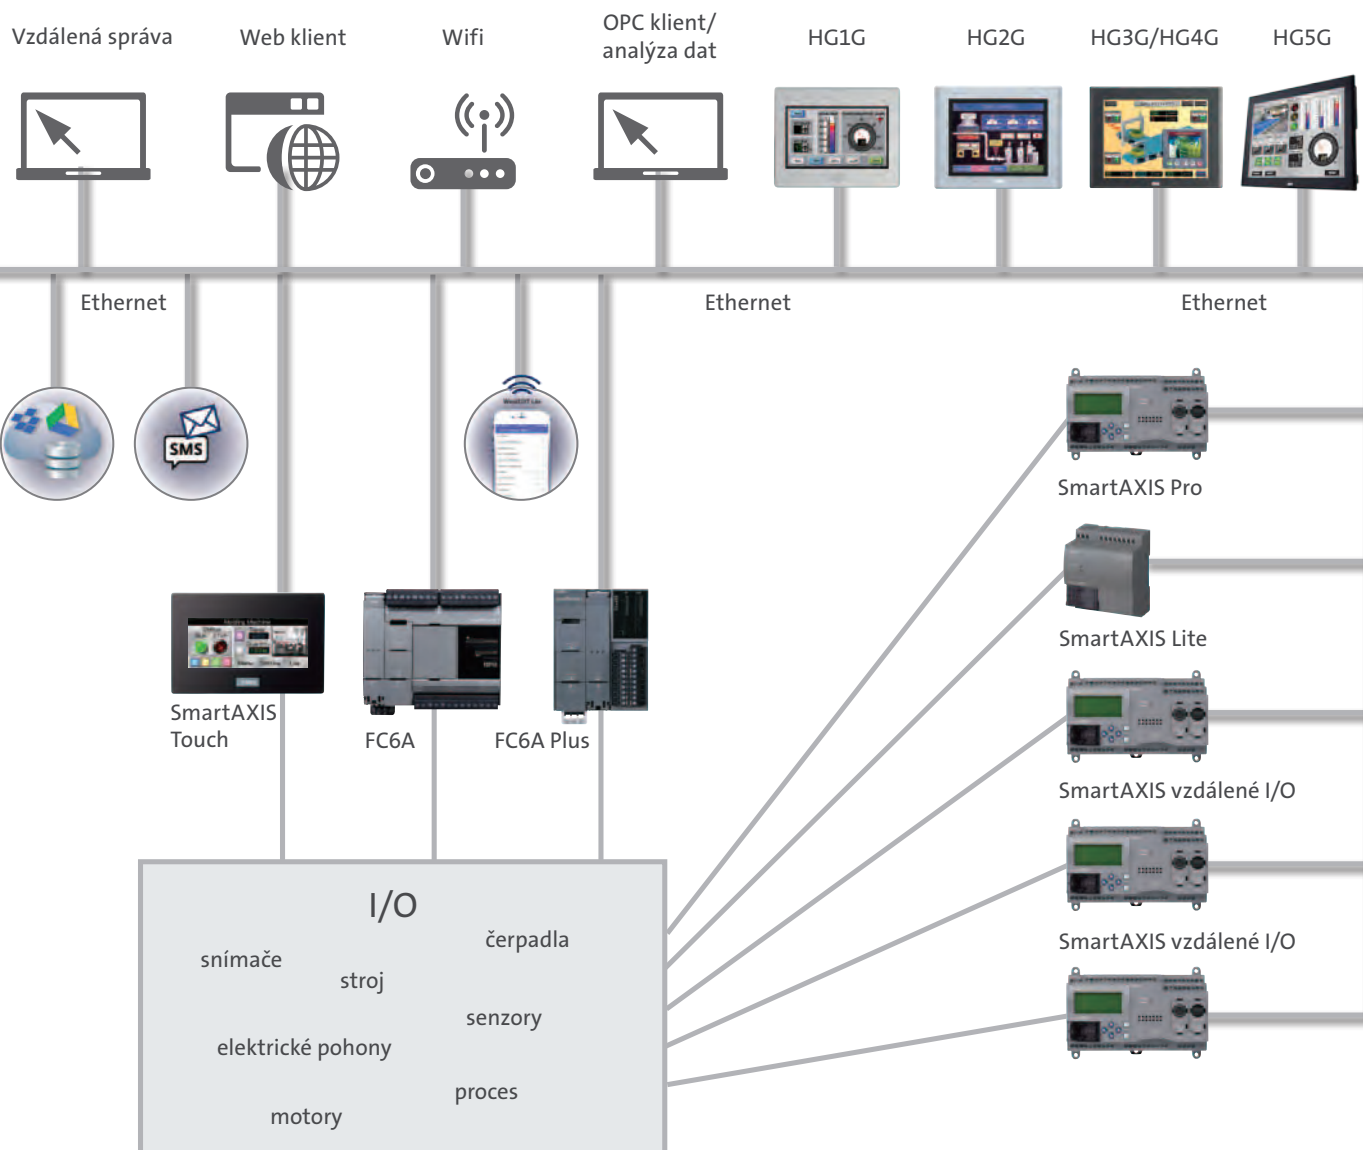 Vzdálená správa
Web klient
Wifi
OPC klient/
analýza dat
HG1G
HG2G
HG3G/HG4G
HG5G
Ethernet
Ethernet
Ethernet
SMS
SmartAXIS Pro
SmartAXIS Lite
SmartAXIS
Touch
FC6A
FC6A Plus
SmartAXIS vzdálené I/O
SmartAXIS vzdálené I/O
I/O
čerpadla
snímače
stroj
senzory
elektrické pohony
proces
motory